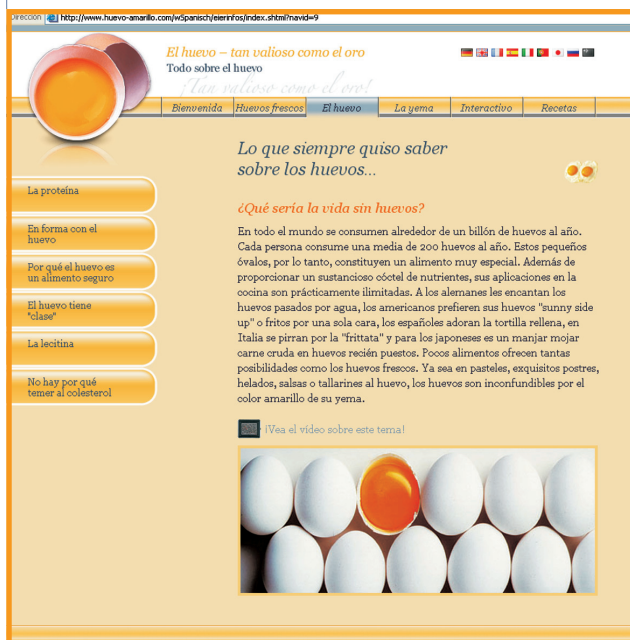 Dirección http://www.huevo-amarillo.com/wSpanisch/eierinfos/index.shtml?navid=9
El huevo – tan valioso como el oro
Todo sobre el huevo
¡Tan valioso como el oro!
Bienvenida Huevos frescos El huevo La yema Interactivo Recetas
Lo que siempre quiso saber
sobre los huevos...
La proteína
En forma con el
huevo
Por qué el huevo es
un alimento seguro
El huevo tiene
"clase"
La lecitina
No hay por qué
temer al colesterol
¿Qué sería la vida sin huevos?
En todo el mundo se consumen alrededor de un billón de huevos al año.
Cada persona consume una media de 200 huevos al año. Estos pequeños
óvalos, por lo tanto, constituyen un alimento muy especial. Además de
proporcionar un sustancioso cóctel de nutrientes, sus aplicaciones en la
cocina son prácticamente ilimitadas. A los alemanes les encantan los
huevos pasados por agua, los americanos prefieren sus huevos "sunny side
up" o fritos por una sola cara, los españoles adoran la tortilla rellena, en
Italia se pirran por la "frittata" y para los japoneses es un manjar mojar
carne cruda en huevos recién puestos. Pocos alimentos ofrecen tantas
posibilidades como los huevos frescos. Ya sea en pasteles, exquisitos postres,
helados, salsas o tallarines al huevo, los huevos son inconfundibles por el
color amarillo de su yema.
¡Vea el vídeo sobre este tema!